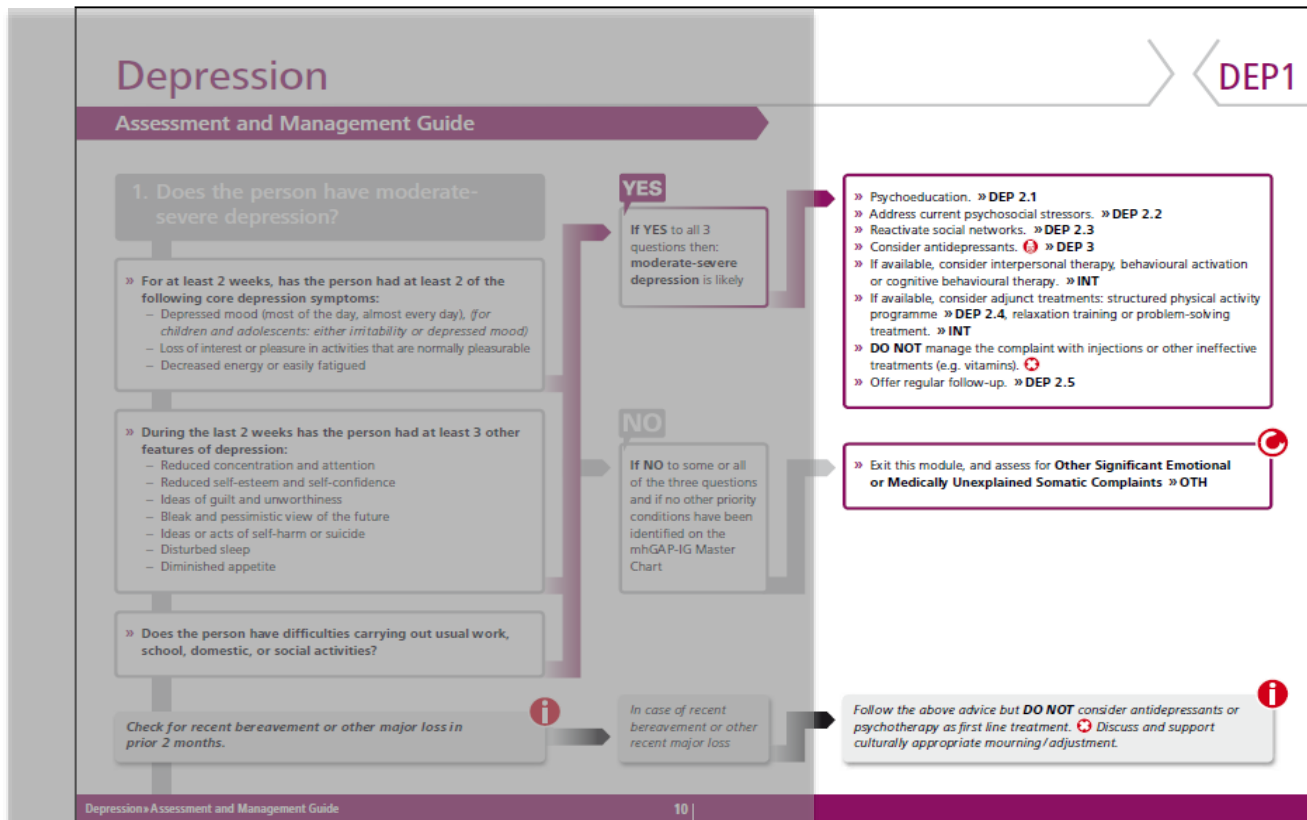 Depression
DEP1
Assessment and Management Guide
1. Does the person have moderate-
severe depression?
» For at least 2 weeks, has the person had at least 2 of the
following core depression symptoms:
– Depressed mood (most of the day, almost every day), (for
children and adolescents: either irritability or depressed mood)
– Loss of interest or pleasure in activities that are normally pleasurable
– Decreased energy or easily fatigued
» During the last 2 weeks has the person had at least 3 other
features of depression:
– Reduced concentration and attention
– Reduced self-esteem and self-confidence
– Ideas of guilt and unworthiness
– Bleak and pessimistic view of the future
– Ideas or acts of self-harm or suicide
– Disturbed sleep
– Diminished appetite
» Does the person have difficulties carrying out usual work,
school, domestic, or social activities?
YES
If YES to all 3
questions then:
moderate-severe
depression is likely
» Psychoeducation. » DEP 2.1
» Address current psychosocial stressors. » DEP 2.2
» Reactivate social networks. » DEP 2.3
» Consider antidepressants. » DEP 3
» If available, consider interpersonal therapy, behavioural activation
or cognitive behavioural therapy. » INT
» If available, consider adjunct treatments: structured physical activity
programme » DEP 2.4, relaxation training or problem-solving
treatment. » INT
» DO NOT manage the complaint with injections or other ineffective
treatments (e.g. vitamins).
» Offer regular follow-up. » DEP 2.5
NO
If NO to some or all
of the three questions
and if no other priority
conditions have been
identified on the
mhGAP-IG Master
Chart
» Exit this module, and assess for Other Significant Emotional
or Medically Unexplained Somatic Complaints » OTH
Check for recent bereavement or other major loss in
prior 2 months.
i
In case of recent
bereavement or other
recent major loss
Follow the above advice but DO NOT consider antidepressants or
psychotherapy as first line treatment. Discuss and support
culturally appropriate mourning/adjustment.
i
Depression » Assessment and Management Guide
10 |